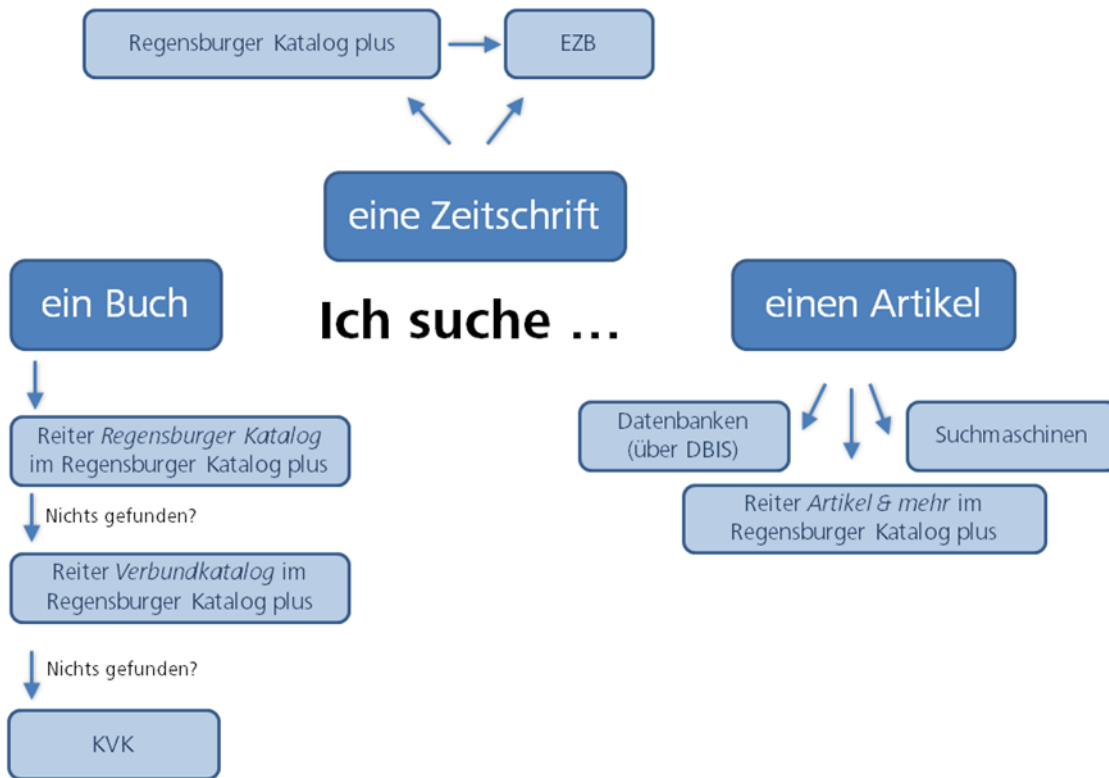 Regensburger Katalog plus
EZB
eine Zeitschrift
ein Buch
Ich suche ...
einen Artikel
Reiter Regensburger Katalog
im Regensburger Katalog plus
Nichts gefunden?
Reiter Verbundkatalog im
Regensburger Katalog plus
Nichts gefunden?
KVK
Datenbanken
(über DBIS)
Suchmaschinen
Reiter Artikel & mehr im
Regensburger Katalog plus